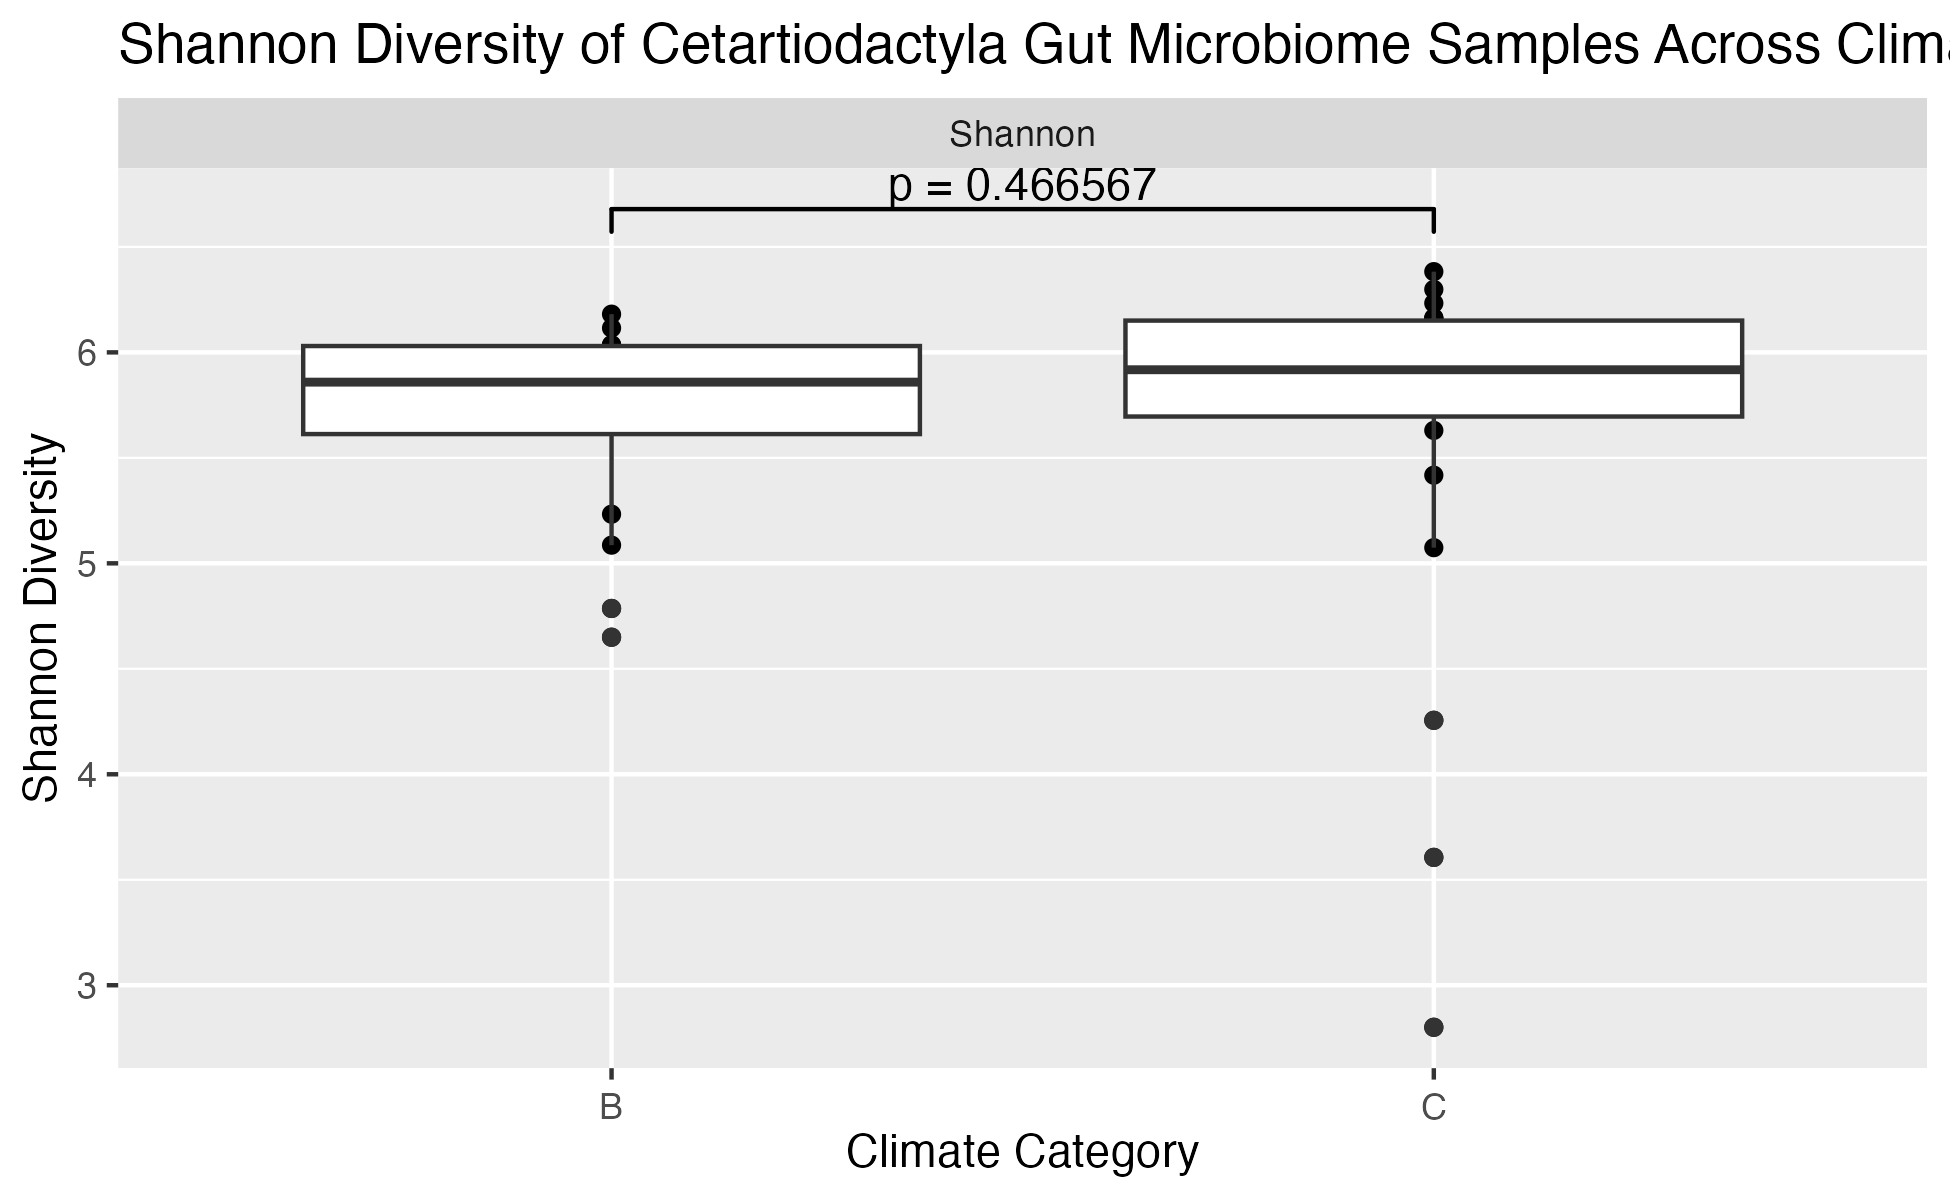 Shannon Diversity of Cetartiodactyla Gut Microbiome Samples Across
Shannon
p = 0.466567
Shannon Diversity
6
5
4
3
B
C
Climate Category